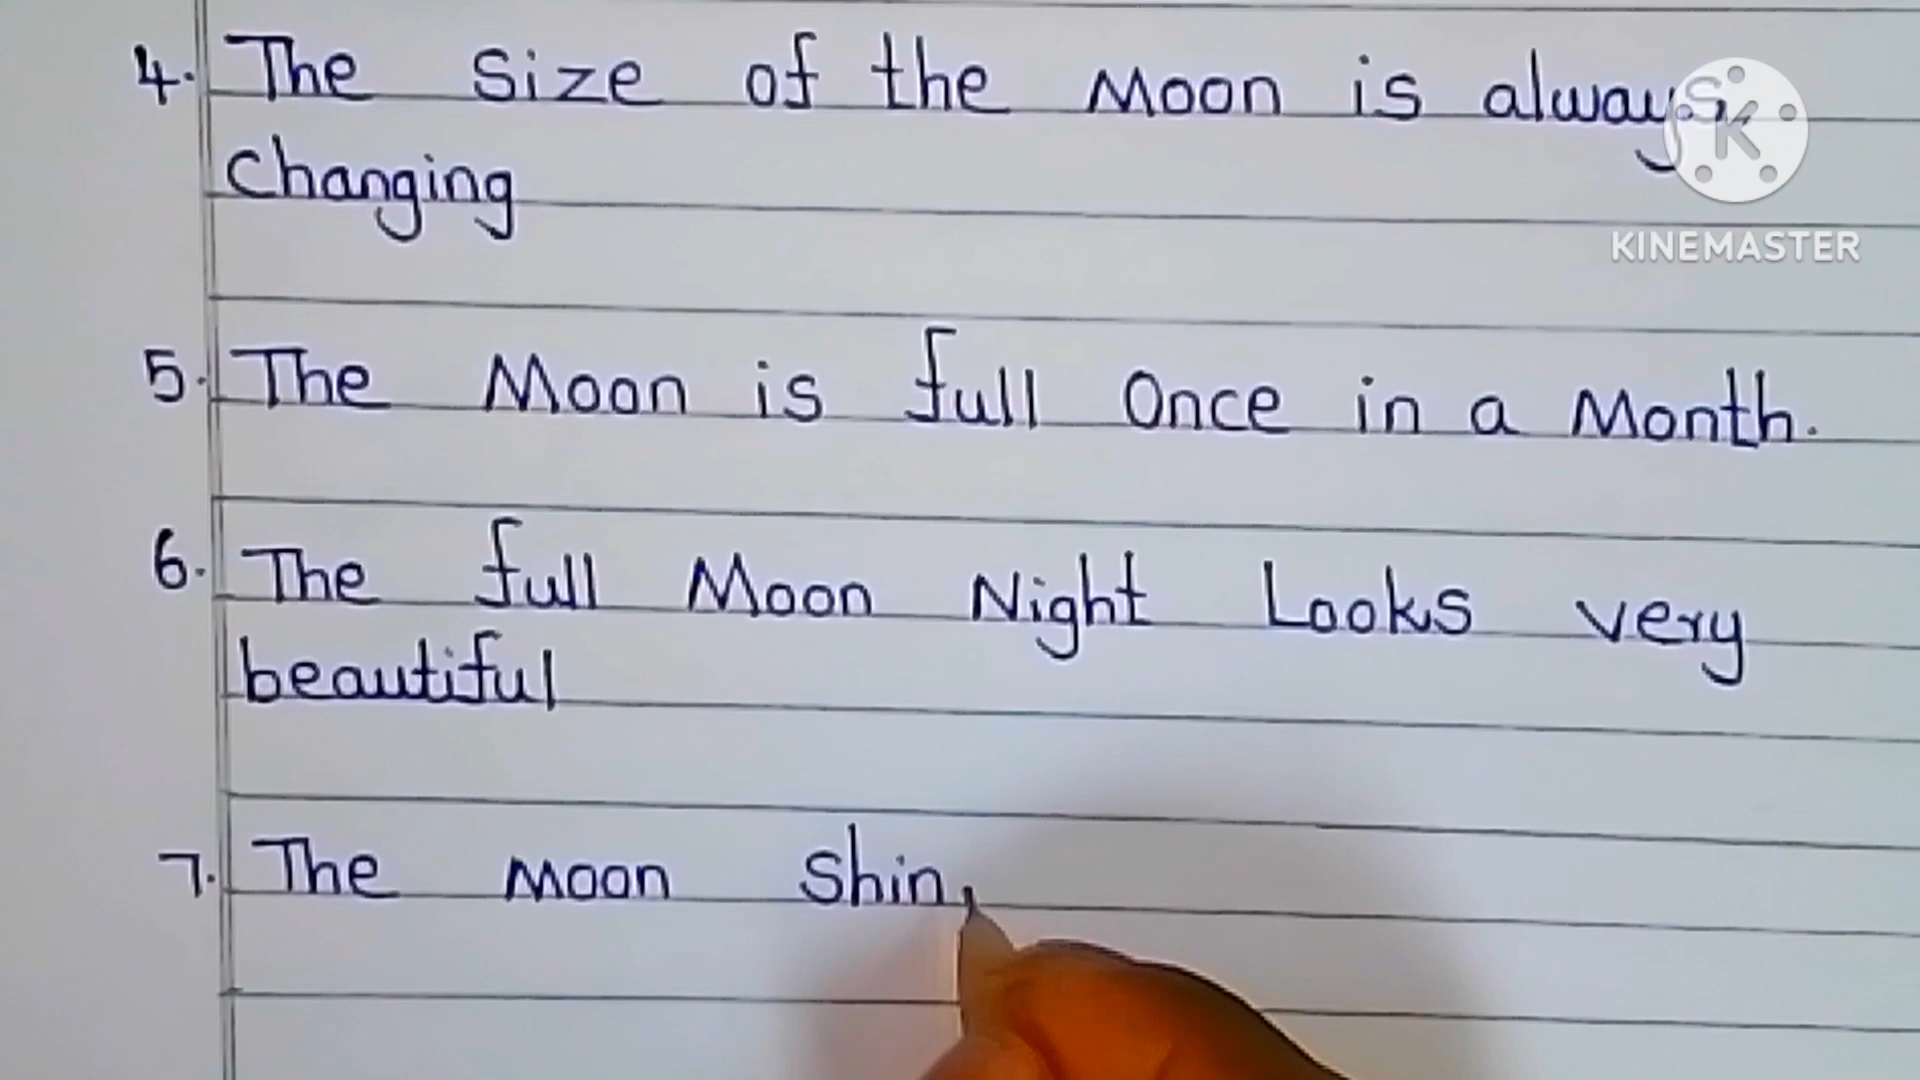 4. The Size of the Moon is always
changing
5. The Moon is full Once in a Month.
6. The full Moon Night Looks very
beautiful
7. The Moon Shin
K
KINEMASTER